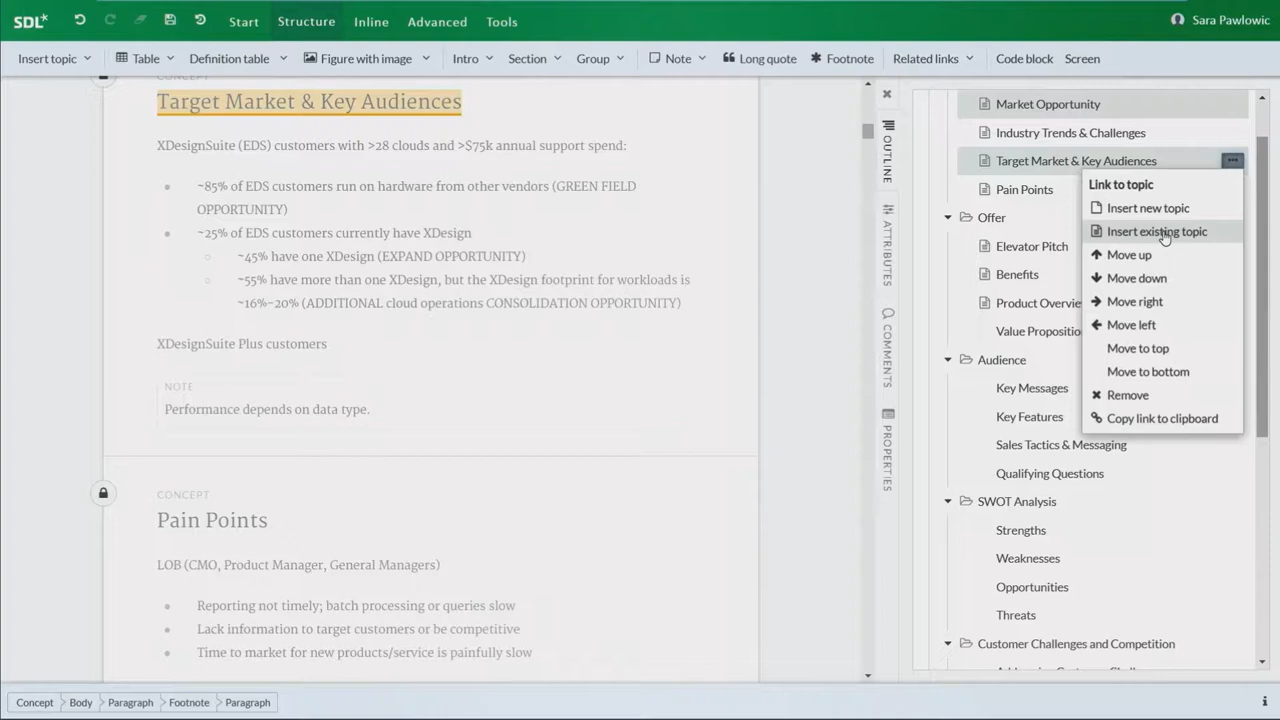 SDL*
Start
Structure
Inline
Advanced
Tools
Sara Pawlowic
Insert topic
Table
Definition table
Figure with image
Intro
Section
Group
Note
Long quote
Footnote
Related links
Code block
Screen
CONCEPT
Target Market & Key Audiences
XDesignSuite (EDS) customers with >28 clouds and >$75k annual support spend:
~85% of EDS customers run on hardware from other vendors (GREEN FIELD
OPPORTUNITY)
~25% of EDS customers currently have XDesign
~45% have one XDesign (EXPAND OPPORTUNITY)
~55% have more than one XDesign, but the XDesign footprint for workloads is
~16%-20% (ADDITIONAL cloud operations CONSOLIDATION OPPORTUNITY)
XDesignSuite Plus customers
NOTE
Performance depends on data type.
CONCEPT
Pain Points
LOB (CMO, Product Manager, General Managers)
Reporting not timely; batch processing or queries slow
Lack information to target customers or be competitive
Time to market for new products/service is painfully slow
OUTLINE
ATTRIBUTES
COMMENTS
PROPERTIES
Market Opportunity
Industry Trends & Challenges
Target Market & Key Audiences
Pain Points
Offer
Elevator Pitch
Benefits
Product Overvie
Value Propositio
Audience
Key Messages
Key Features
Sales Tactics & Messaging
Qualifying Questions
SWOT Analysis
Strengths
Weaknesses
Opportunities
Threats
Customer Challenges and Competition
Link to topic
Insert new topic
Insert existing topic
Move up
Move down
Move right
Move left
Move to top
Move to bottom
Remove
Copy link to clipboard
Concept
Body
Paragraph
Footnote
Paragraph